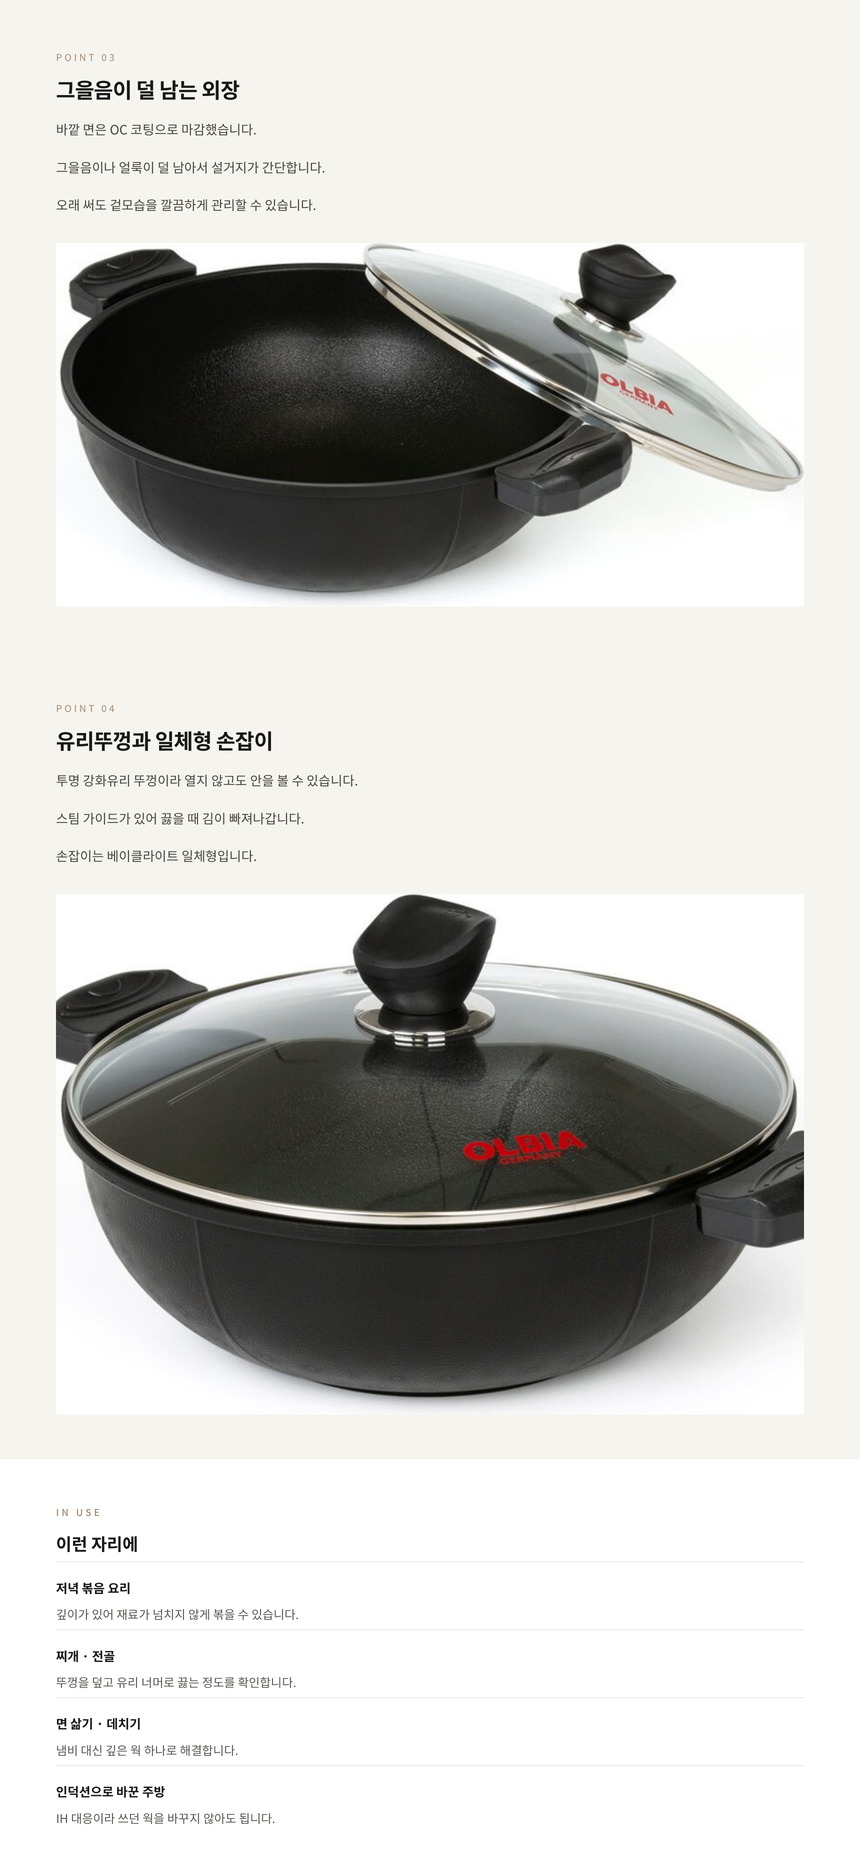 POINT 03
그을음이 덜 남는 외장
바깥 면은 OC 코팅으로 마감했습니다.
그을음이나 얼룩이 덜 남아서 설거지가 간단합니다.
오래 써도 겉모습을 깔끔하게 관리할 수 있습니다.
OLBIA
GERMANY
POINT 04
유리뚜껑과 일체형 손잡이
투명 강화유리 뚜껑이라 열지 않고도 안을 볼 수 있습니다.
스팀 가이드가 있어 끓을 때 김이 빠져나갑니다.
손잡이는 베이클라이트 일체형입니다.
OLBIA
GERMANY
IN USE
이런 자리에
저녁 볶음 요리
깊이가 있어 재료가 넘치지 않게 볶을 수 있습니다.
찌개 · 전골
뚜껑을 덮고 유리 너머로 끓는 정도를 확인합니다.
면 삶기 · 데치기
냄비 대신 깊은 웍 하나로 해결합니다.
인덕션으로 바꾼 주방
IH 대응이라 쓰던 웍을 바꾸지 않아도 됩니다.